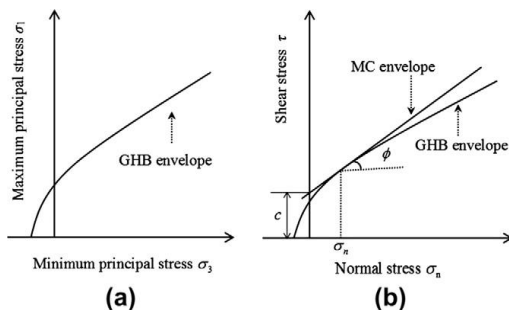 Maximum principal stress σ1
GHB envelope
Minimum principal stress σ3
(a)
Shear stress τ
MC envelope
GHB envelope
ϕ
c
σn
Normal stress σn
(b)